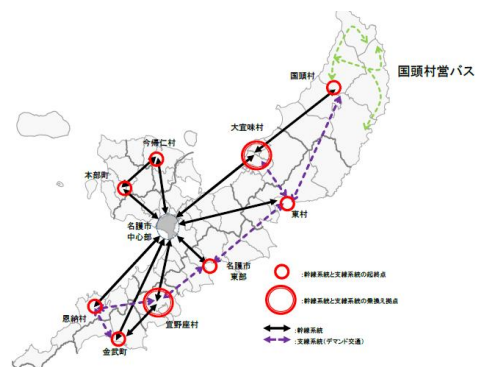 国頭村営バス
国頭村
大宜味村
今帰仁村
本部町
東村
名護市
中心部
名護市
東部
恩納村
宜野座村
金武町
:幹線系統と支線系統の起終点
:幹線系統と支線系統の乗換え拠点
:幹線系統
:支線系統(デマンド交通)